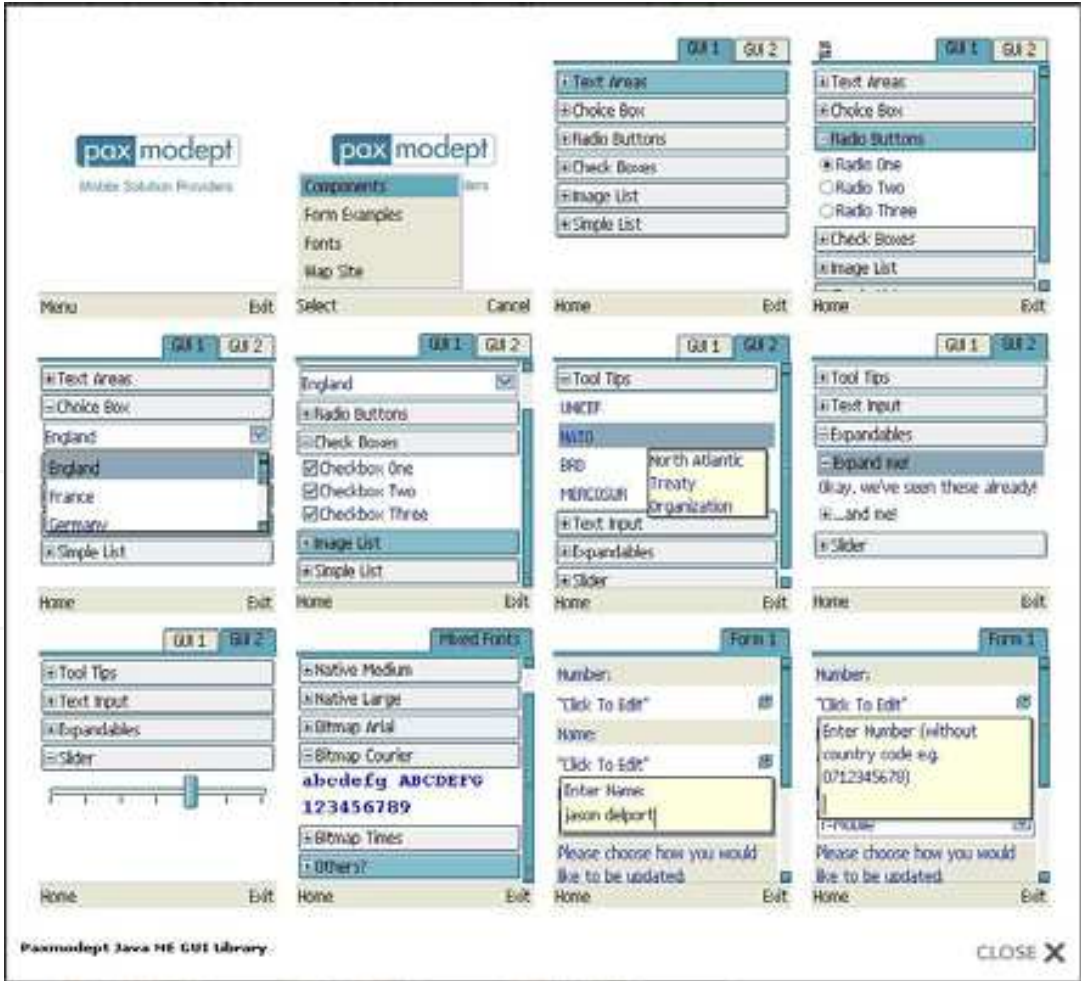 pax modept
Mobile Solution Providers
Menu
Exit
pax modept
Components
Form Examples
Fonts
Wap Site
Select
Cancel
GUI 1
GUI 2
Text Areas
Choice Box
Radio Buttons
Check Boxes
Image List
Simple List
Home
Exit
GUI 1
GUI 2
Text Areas
Choice Box
Radio Buttons
Radio One
Radio Two
Radio Three
Check Boxes
Image List
Home
Exit
GUI 1
GUI 2
Text Areas
Choice Box
England
England
France
Germany
Simple List
Home
Exit
GUI 1
GUI 2
England
Radio Buttons
Check Boxes
Checkbox One
Checkbox Two
Checkbox Three
Image List
Simple List
Home
Exit
GUI 1
GUI 2
Tool Tips
UNICEF
NATO
BRD
MERCOSUR
North Atlantic
Treaty
Organization
Text Input
Expandables
Slider
Home
Exit
GUI 1
GUI 2
Tool Tips
Text Input
Expandables
Expand me!
Okay, we've seen these already!
...and me!
Slider
Home
Exit
GUI 1
GUI 2
Tool Tips
Text Input
Expandables
Slider
Home
Exit
Mixed Fonts
Native Medium
Native Large
Bitmap Arial
Bitmap Courier
abcdefg ABCDEFG
123456789
Bitmap Times
Others?
Home
Exit
Form 1
Number:
"Click To Edit"
Name:
"Click To Edit"
Enter Name:
jason delport
Please choose how you would
like to be updated.
Home
Exit
Form 1
Number:
"Click To Edit"
Enter Number (without
country code e.g.
0712345678)
T-Mobile
Please choose how you would
like to be updated.
Home
Exit
Paxmodept Java ME GUI Library
CLOSE X